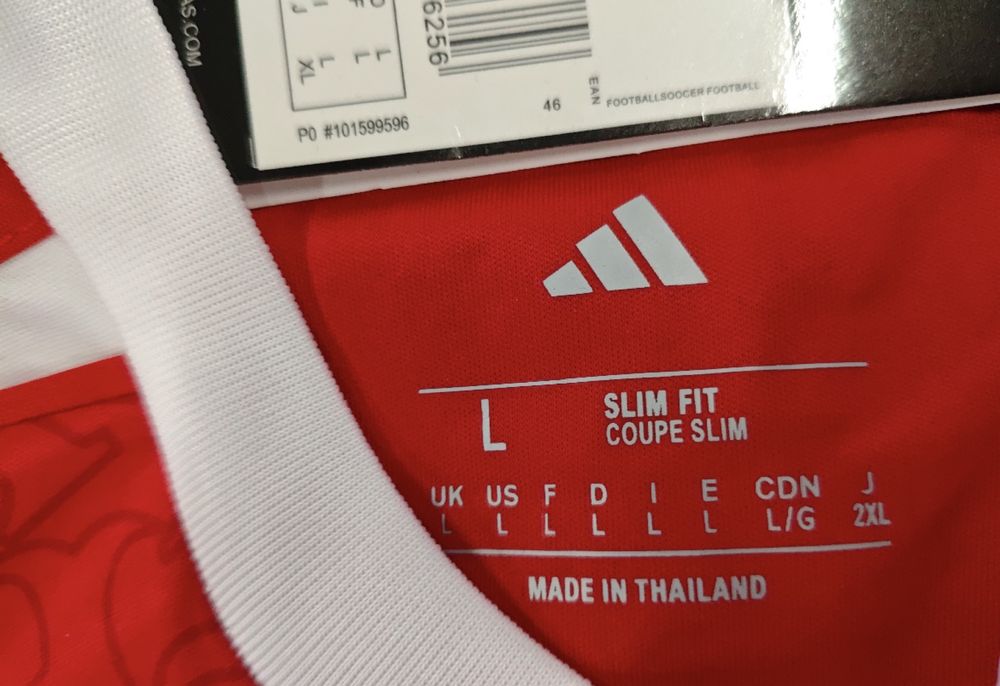 AS.COM
D F I J
L L L XL
6256
46
EAN
FOOTBALLSOCCER FOOTBALL
PO #101599596
L
SLIM FIT
COUPE SLIM
UK US F D I E CDN J
L L L L L L L/G 2XL
MADE IN THAILAND